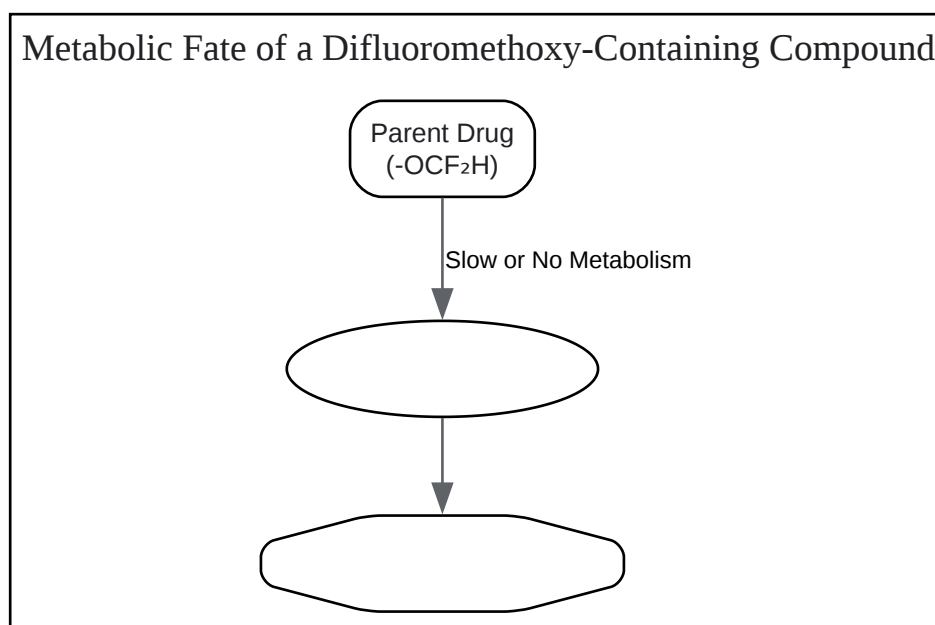 Metabolic Fate of a Difluoromethoxy-Containing Compound
Parent Drug
(-OCF₂H)
Slow or No Metabolism